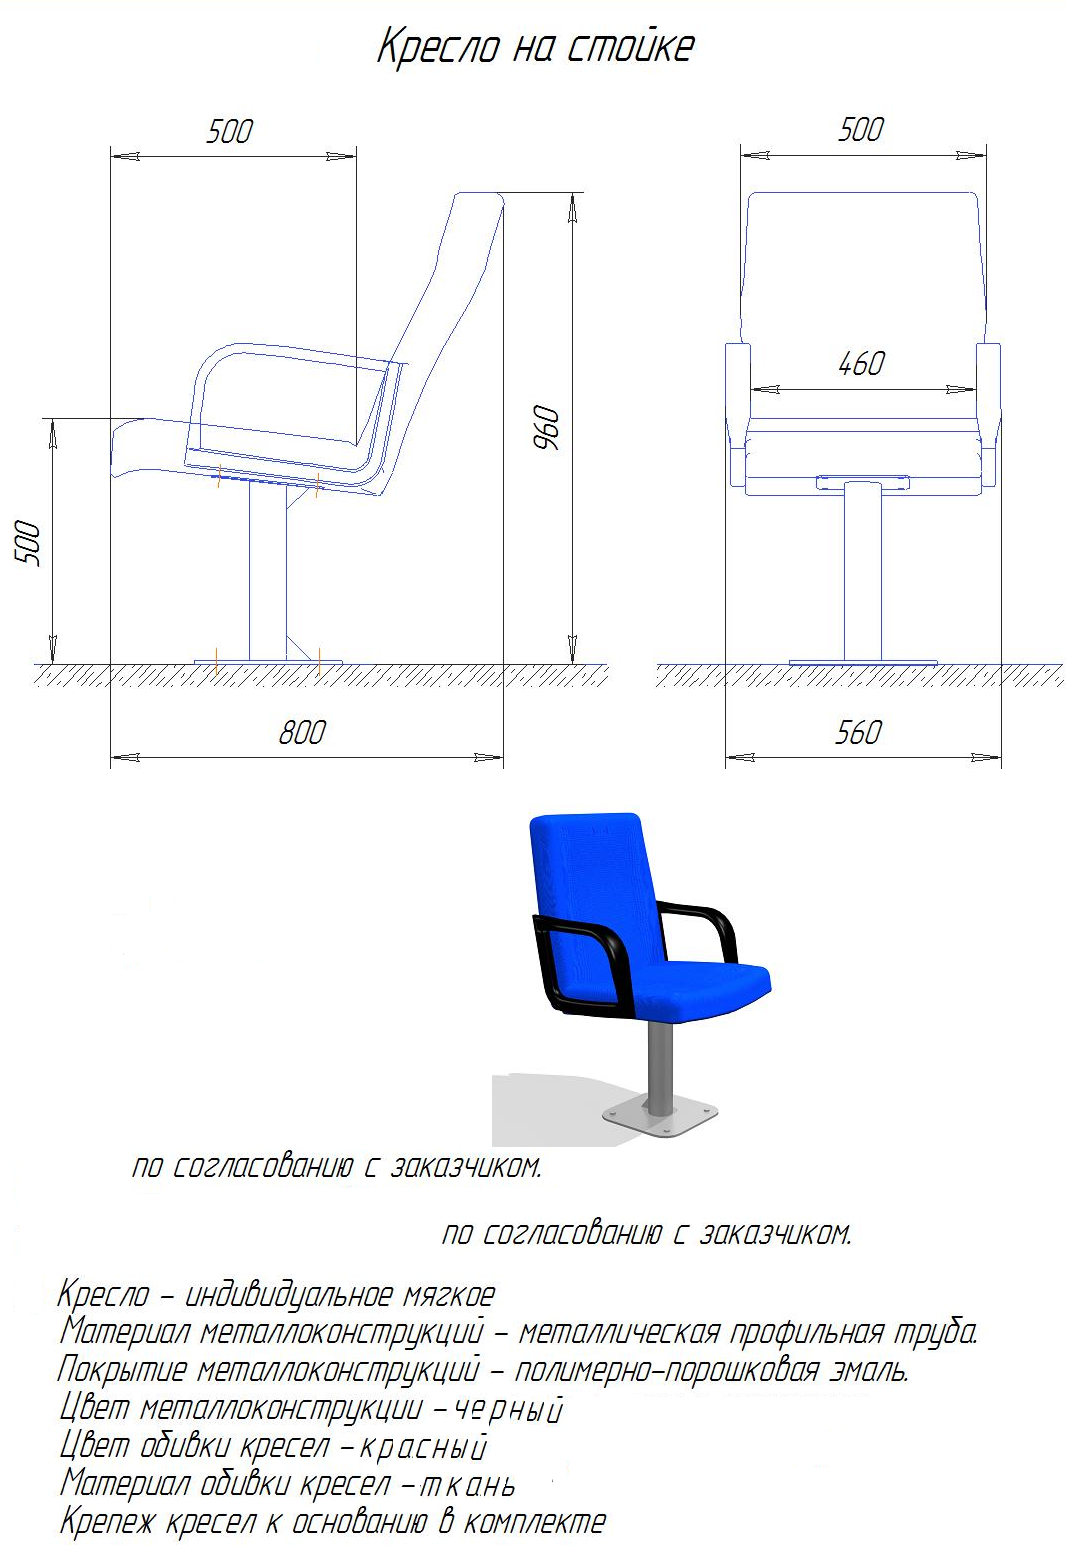 Кресло на стойке
500
500
460
960
500
800
560
по согласованию с заказчиком.
по согласованию с заказчиком.
Кресло – индивидуальное мягкое
Материал металлоконструкций – металлическая профильная труба.
Покрытие металлоконструкций – полимерно-порошковая эмаль.
Цвет металлоконструкции – черный
Цвет обивки кресел – красный
Материал обивки кресел – ткань
Крепеж кресел к основанию в комплекте